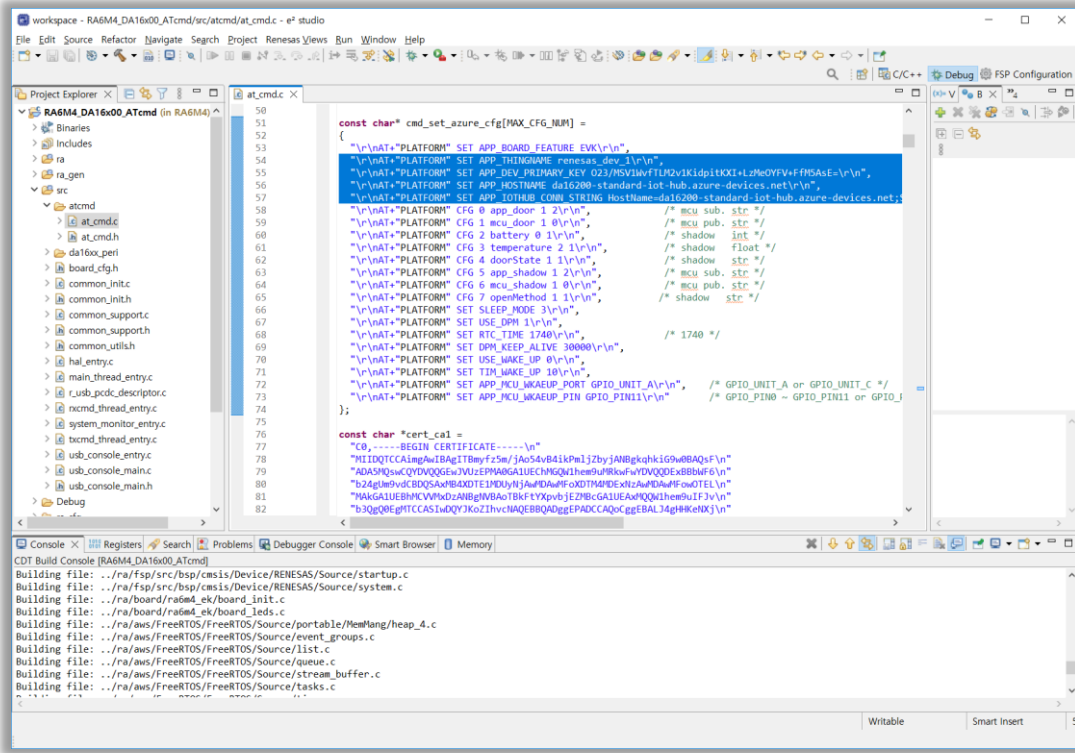 workspace - RA6M4_DA16x00_ATcmd/src/atcmd/at_cmd.c - e² studio
File Edit Source Refactor Navigate Search Project Renesas Views Run Window Help
C/C++ Debug FSP Configuration
Project Explorer
RA6M4_DA16x00_ATcmd (in RA6M4)
Binaries
Includes
ra
ra_gen
src
atcmd
at_cmd.c
at_cmd.h
da16xx_peri
board_cfg.h
common_init.c
common_init.h
common_support.c
common_support.h
common_utils.h
hal_entry.c
main_thread_entry.c
r_usb_pcdc_descriptor.c
rxcmd_thread_entry.c
system_monitor_entry.c
txcmd_thread_entry.c
usb_console_entry.c
usb_console_main.c
usb_console_main.h
Debug
at_cmd.c
50
51 const char* cmd_set_azure_cfg[MAX_CFG_NUM] =
52 {
53 "\r\nAT+"PLATFORM" SET APP_BOARD_FEATURE EVK\r\n",
54 "\r\nAT+"PLATFORM" SET APP_THINGNAME renesas_dev_1\r\n",
55 "\r\nAT+"PLATFORM" SET APP_DEV_PRIMARY_KEY O23/MSV1WvfTLM2v1KidpitKXI+LzMeOYFV+FfM5AsE=\r\n",
56 "\r\nAT+"PLATFORM" SET APP_HOSTNAME da16200-standard-iot-hub.azure-devices.net\r\n",
57 "\r\nAT+"PLATFORM" SET APP_IOTHUB_CONN_STRING HostName=da16200-standard-iot-hub.azure-devices.net;
58 "\r\nAT+"PLATFORM" CFG 0 app_door 1 2\r\n", /* mcu sub. str */
59 "\r\nAT+"PLATFORM" CFG 1 mcu_door 1 0\r\n", /* mcu pub. str */
60 "\r\nAT+"PLATFORM" CFG 2 battery 0 1\r\n", /* shadow int */
61 "\r\nAT+"PLATFORM" CFG 3 temperature 2 1\r\n", /* shadow float */
62 "\r\nAT+"PLATFORM" CFG 4 doorState 1 1\r\n", /* shadow str */
63 "\r\nAT+"PLATFORM" CFG 5 app_shadow 1 2\r\n", /* mcu sub. str */
64 "\r\nAT+"PLATFORM" CFG 6 mcu_shadow 1 0\r\n", /* mcu pub. str */
65 "\r\nAT+"PLATFORM" CFG 7 openMethod 1 1\r\n", /* shadow str */
66 "\r\nAT+"PLATFORM" SET SLEEP_MODE 3\r\n",
67 "\r\nAT+"PLATFORM" SET USE_DPM 1\r\n",
68 "\r\nAT+"PLATFORM" SET RTC_TIME 1740\r\n", /* 1740 */
69 "\r\nAT+"PLATFORM" SET DPM_KEEP_ALIVE 30000\r\n",
70 "\r\nAT+"PLATFORM" SET USE_WAKE_UP 0\r\n",
71 "\r\nAT+"PLATFORM" SET TIM_WAKE_UP 10\r\n",
72 "\r\nAT+"PLATFORM" SET APP_MCU_WKAEUP_PORT GPIO_UNIT_A\r\n", /* GPIO_UNIT_A or GPIO_UNIT_C */
73 "\r\nAT+"PLATFORM" SET APP_MCU_WKAEUP_PIN GPIO_PIN11\r\n" /* GPIO_PIN0 ~ GPIO_PIN11 or GPIO_
74 };
75
76 const char *cert_ca1 =
77 "C0,-----BEGIN CERTIFICATE-----\n"
78 "MIIDQTCCAimgAwIBAgITBmyfz5m/jAo54vB4ikPmljZbyjANBgkqhkiG9w0BAQsF\n"
79 "ADA5MQswCQYDVQQGEwJVUzEPMA0GA1UEChMGQW1hem9uMRkwFwYDVQQDExBBbWF6\n"
80 "b24gUm9vdCBDQSAxMB4XDTE1MDUyNjAwMDAwMFoXDTM4MDExNzAwMDAwMFowOTEL\n"
81 "MAkGA1UEBhMCVVMxDzANBgNVBAoTBkFtYXpvbjEZMBcGA1UEAxMQQW1hem9uIFJv\n"
82 "b3QgQ0EgMTCCASIwDQYJKoZIhvcNAQEBBQADggEPADCCAQoCggEBALJ4gHHKeNXj\n"
V B 4
Console Registers Search Problems Debugger Console Smart Browser Memory
CDT Build Console [RA6M4_DA16x00_ATcmd]
Building file: ../ra/fsp/src/bsp/cmsis/Device/RENESAS/Source/startup.c
Building file: ../ra/fsp/src/bsp/cmsis/Device/RENESAS/Source/system.c
Building file: ../ra/board/ra6m4_ek/board_init.c
Building file: ../ra/board/ra6m4_ek/board_leds.c
Building file: ../ra/aws/FreeRTOS/FreeRTOS/Source/portable/MemMang/heap_4.c
Building file: ../ra/aws/FreeRTOS/FreeRTOS/Source/event_groups.c
Building file: ../ra/aws/FreeRTOS/FreeRTOS/Source/list.c
Building file: ../ra/aws/FreeRTOS/FreeRTOS/Source/queue.c
Building file: ../ra/aws/FreeRTOS/FreeRTOS/Source/stream_buffer.c
Building file: ../ra/aws/FreeRTOS/FreeRTOS/Source/tasks.c
Writable Smart Insert